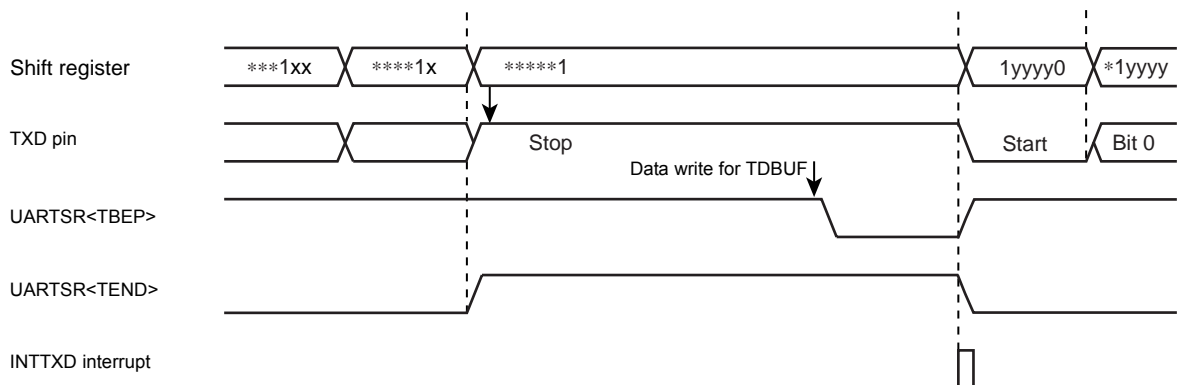 Shift register ***1xx ****1x *****1 1yyyy0 *1yyyy
TXD pin Stop Start Bit 0
Data write for TDBUF
UARTSR<TBEP>
UARTSR<TEND>
INTTXD interrupt